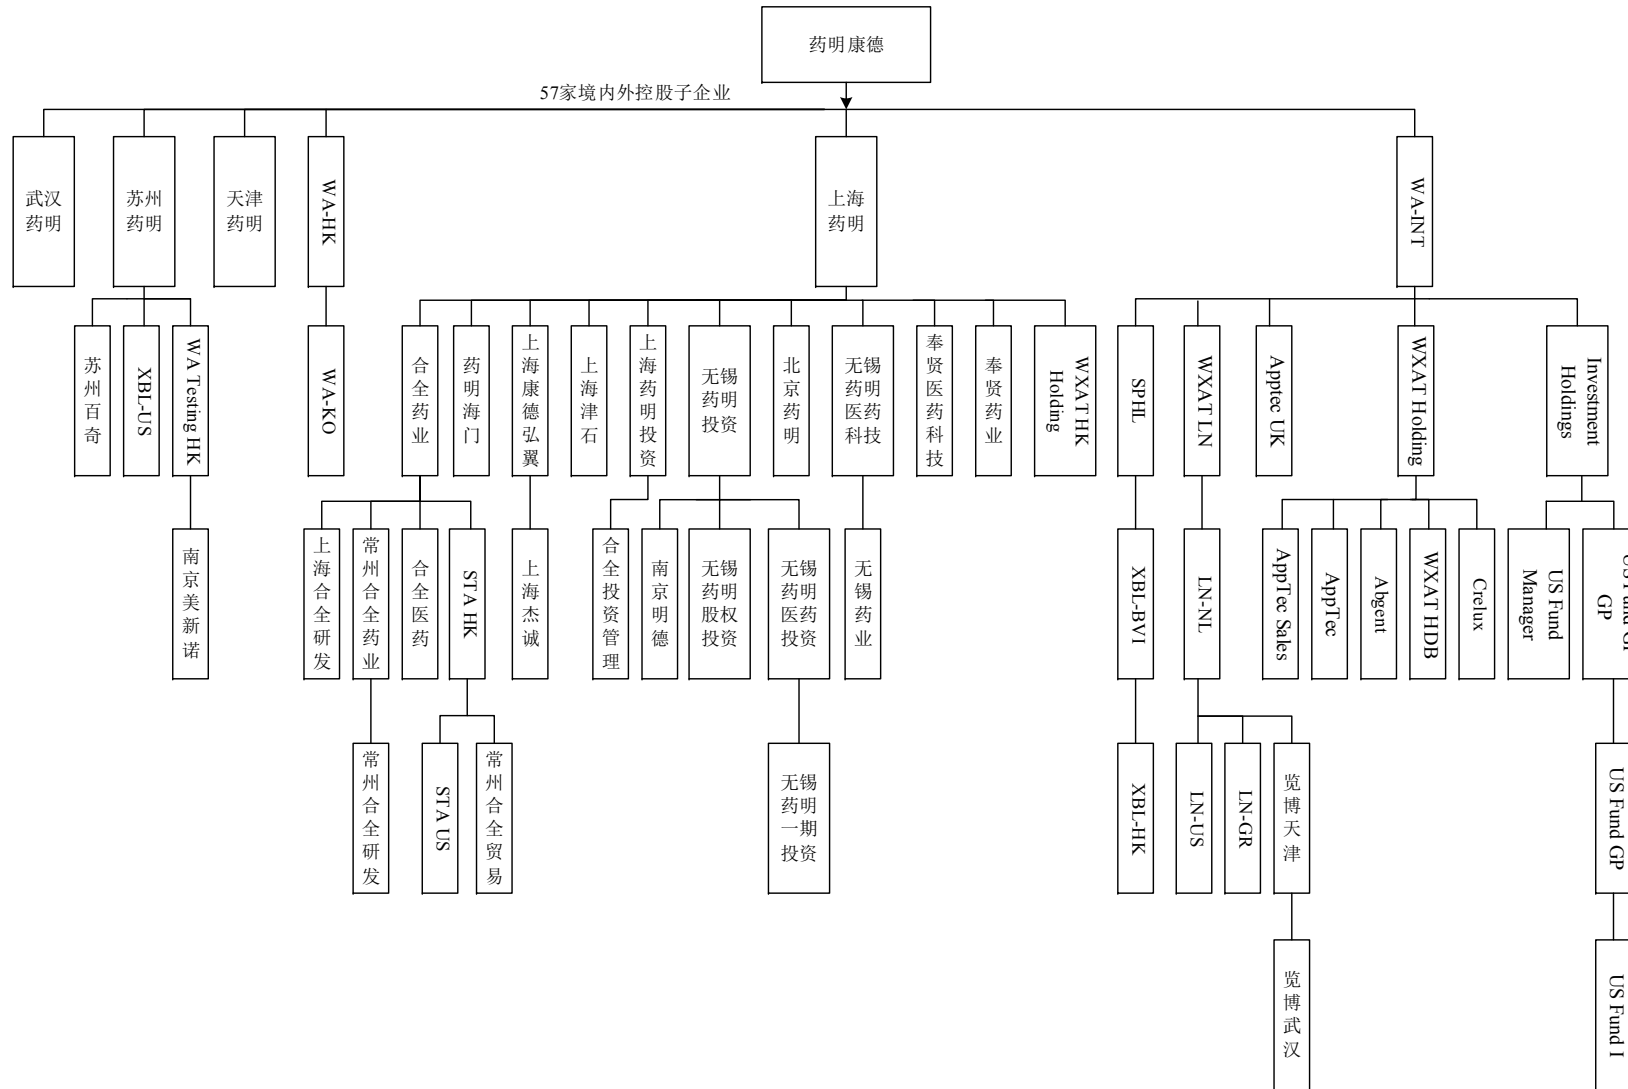 药明康德
57家境内外控股子企业
武汉
药明
苏州
药明
天津
药明
WA-HK
上海
药明
WA-INT
苏州百奇
XBL-US
WA Testing HK
WA-KO
合全药业
药明海门
上海康德弘翼
上海津石
上海药明投资
无锡
药明
投资
北京药明
无锡
药明
医药
科技
奉贤医药科技
奉贤药业
WXAT HK
Holding
SPHL
WXAT LN
Apptec UK
WXAT Holding
Investment
Holdings
南京美新诺
上海合全研发
常州合全药业
合全医药
STA HK
上海杰诚
合全投资管理
南京明德
无锡
药明
股权
投资
无锡
药明
医药
投资
无锡药业
XBL-BVI
LN-NL
AppTec Sales
AppTec
Abgent
WXAT HDB
Crelux
US Fund
Manager
US Fund GP
GP
常州合全研发
STA US
常州合全贸易
无锡
药明
一期
投资
XBL-HK
LN-US
LN-GR
览博天津
US Fund GP
览博武汉
US Fund I